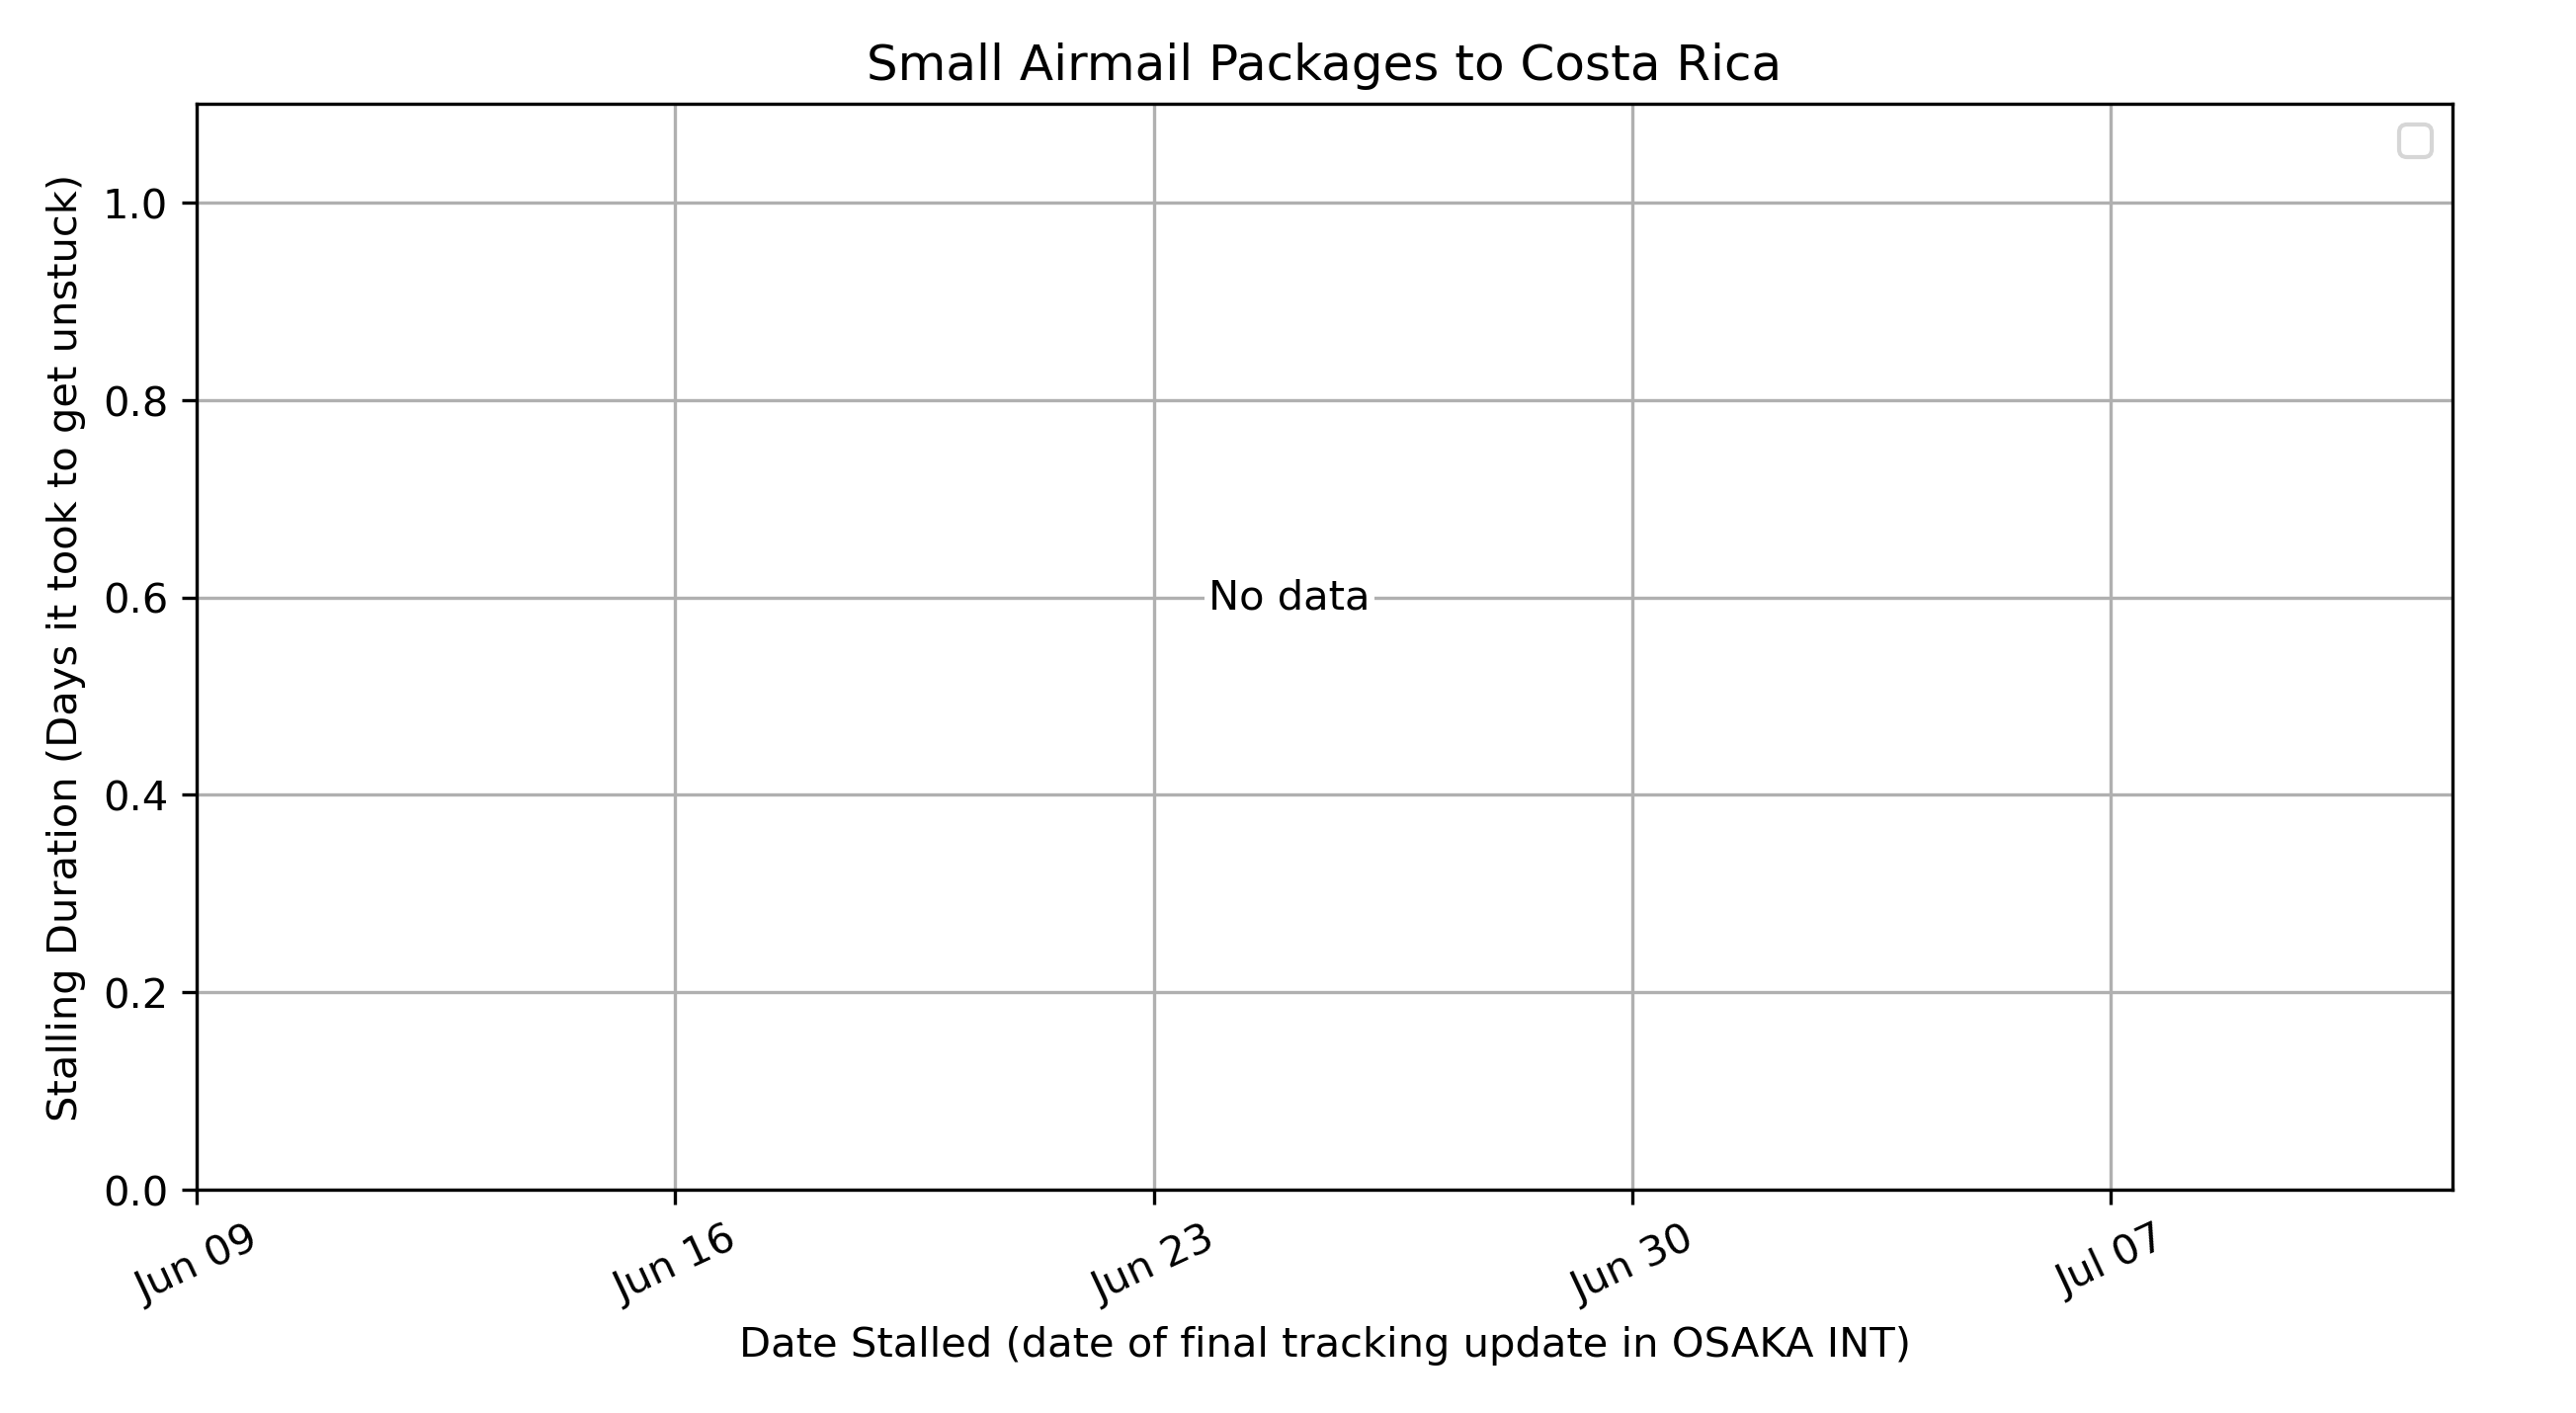 Small Airmail Packages to Costa Rica
Stalling Duration (Days it took to get unstuck)
1.0
0.8
0.6
0.4
0.2
0.0
No data
Jun 09
Jun 16
Jun 23
Jun 30
Jul 07
Date Stalled (date of final tracking update in OSAKA INT)